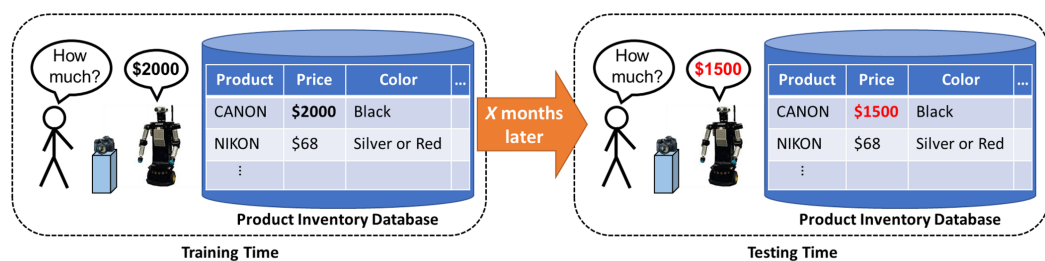 How
much?
$2000
Product Price Color ...
CANON $2000 Black
NIKON $68 Silver or Red
⋮
Product Inventory Database
Training Time
X months
later
How
much?
$1500
Product Price Color ...
CANON $1500 Black
NIKON $68 Silver or Red
⋮
Product Inventory Database
Testing Time